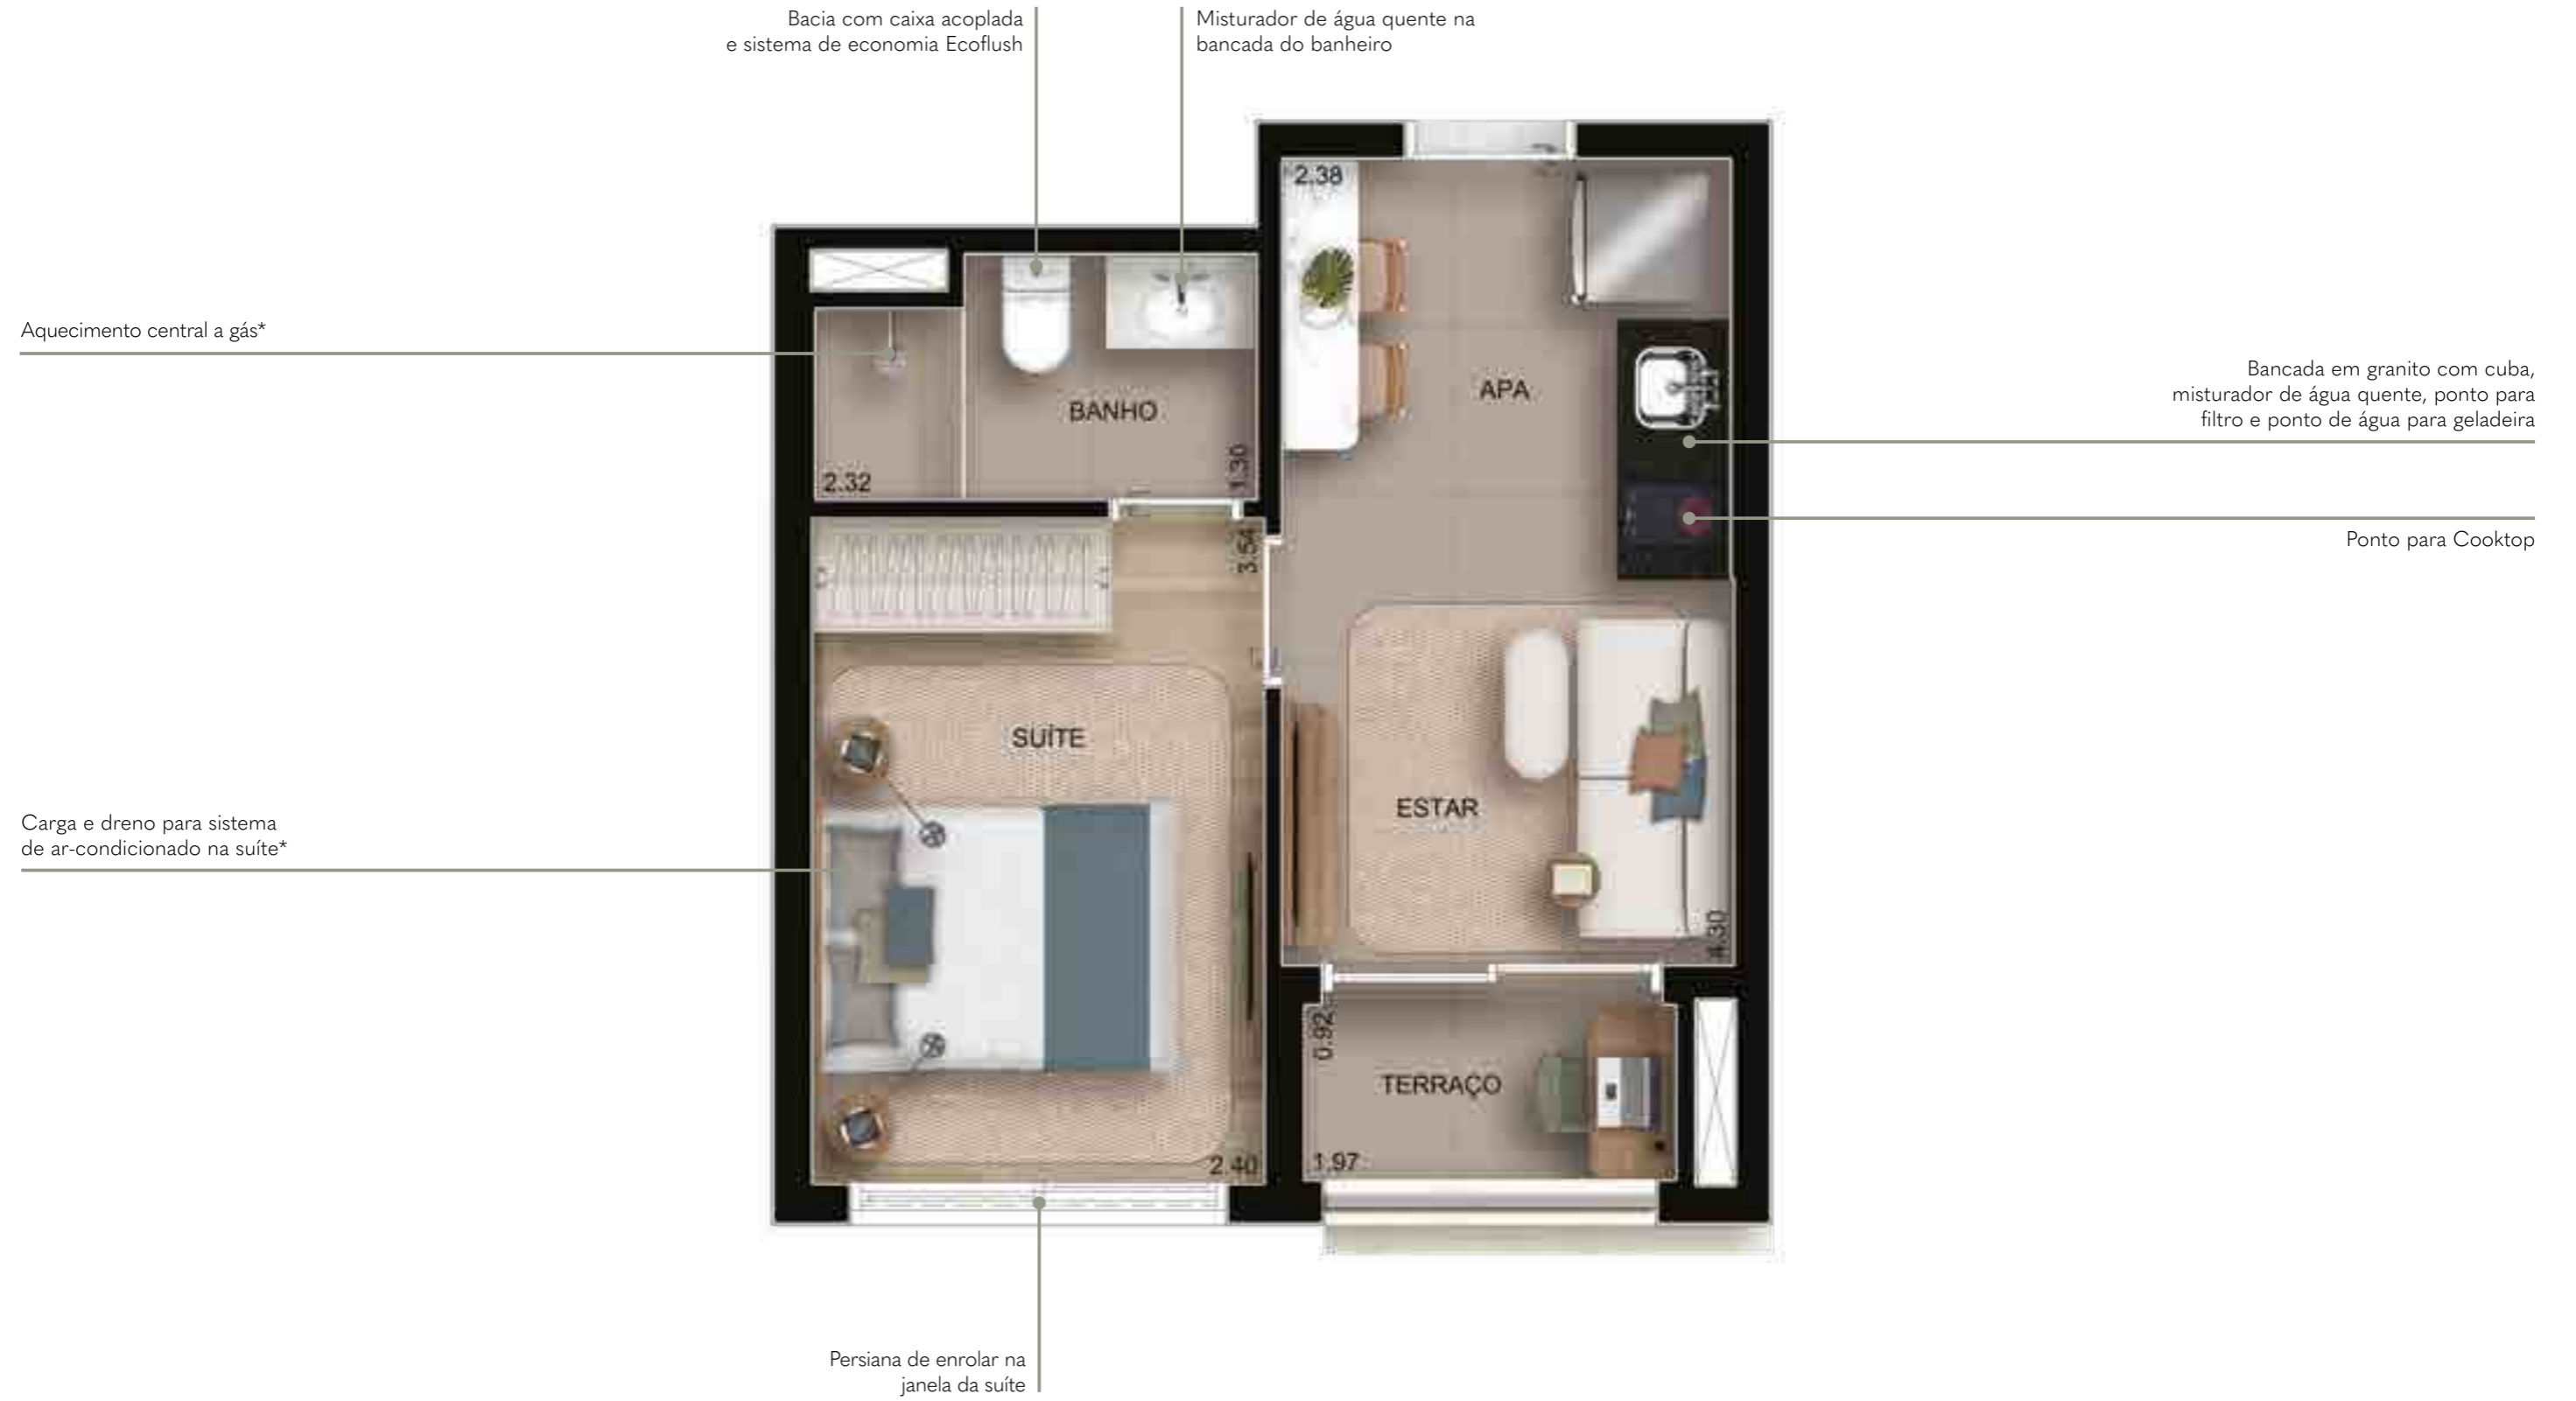 Bacia com caixa acoplada
e sistema de economia Ecoflush
Misturador de água quente na
bancada do banheiro
2.38
Aquecimento central a gás*
Bancada em granito com cuba,
misturador de água quente, ponto para
filtro e ponto de água para geladeira
APA
BANHO
1.30
2.32
Ponto para Cooktop
3.54
SUÍTE
ESTAR
Carga e dreno para sistema
de ar-condicionado na suíte*
4.30
0.92
TERRAÇO
2.40
1.97
Persiana de enrolar na
janela da suíte